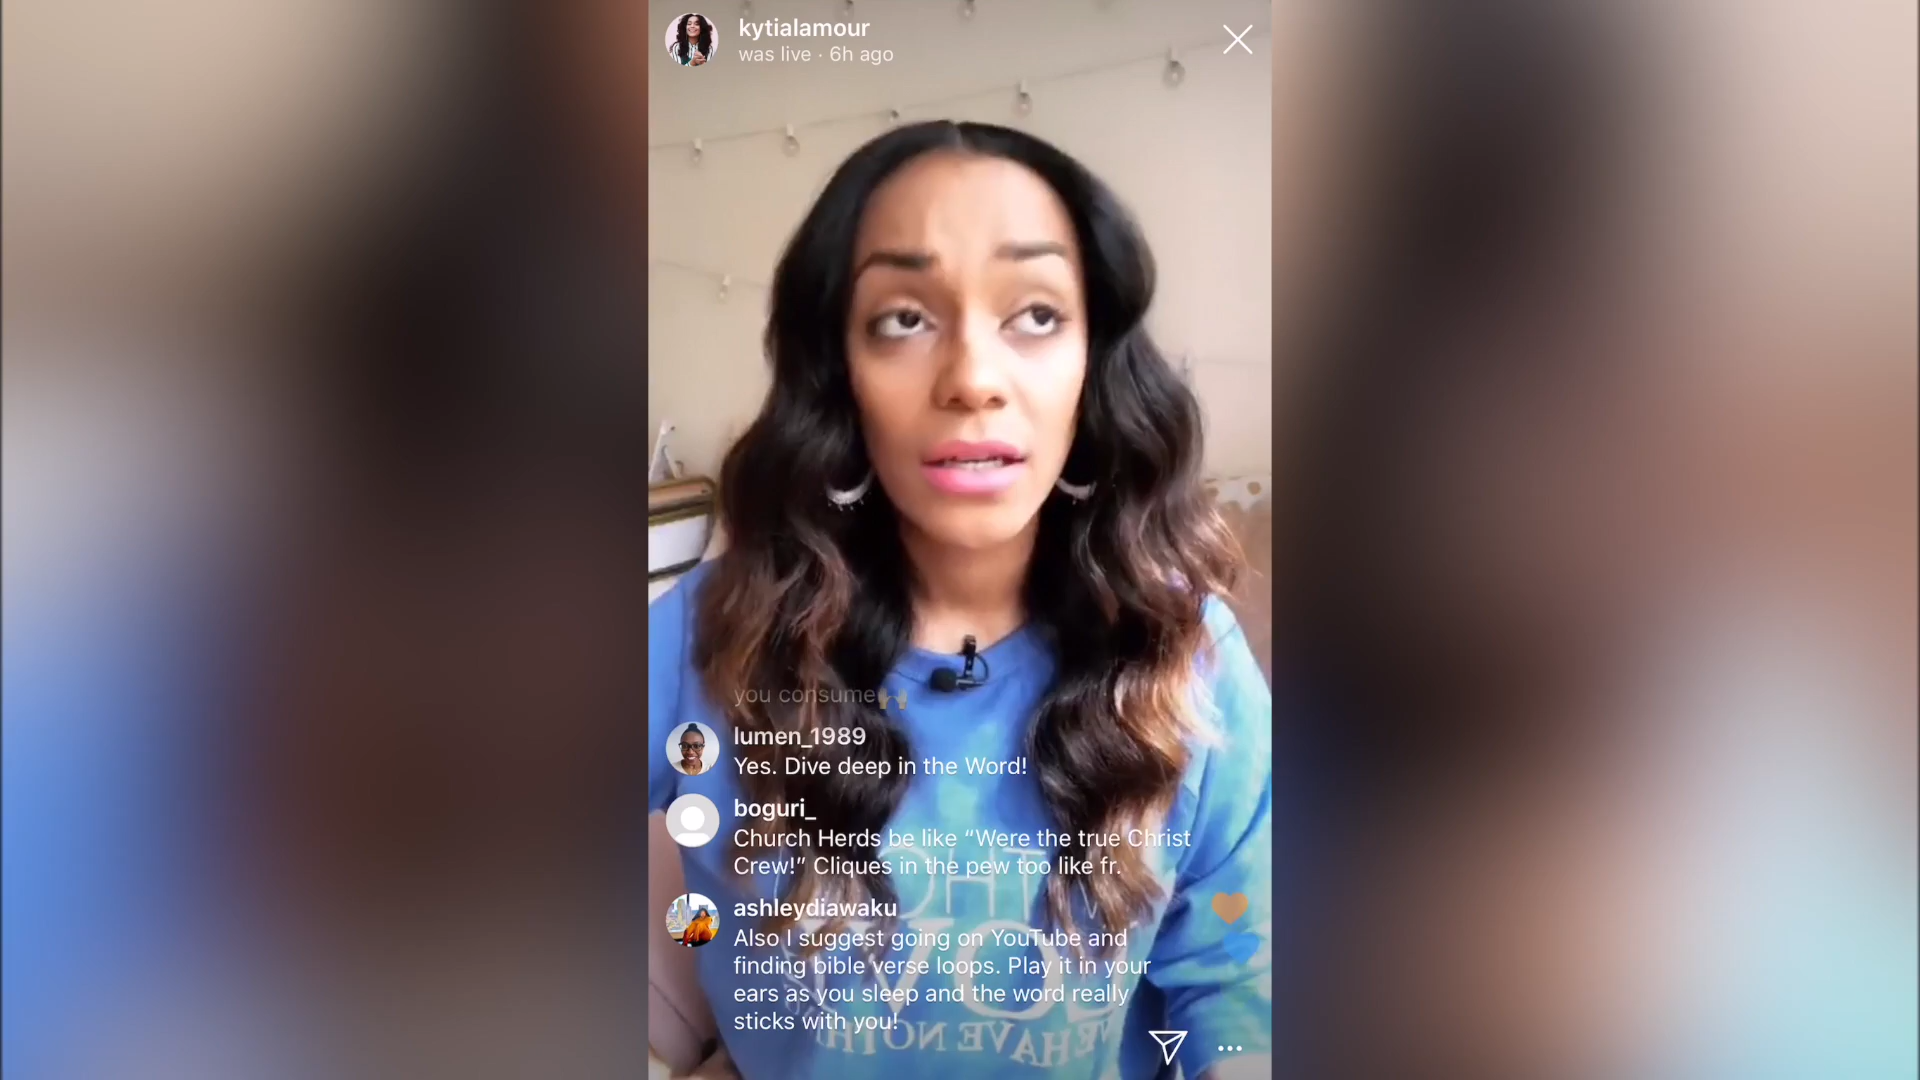 kytialamour
was live · 6h ago
you consume🙌🏽
lumen_1989
Yes. Dive deep in the Word!
boguri_
Church Herds be like “Were the true Christ
Crew!” Cliques in the pew too like fr.
ashleydiawaku
Also I suggest going on YouTube and
finding bible verse loops. Play it in your
ears as you sleep and the word really
sticks with you!
HAVE NOTH